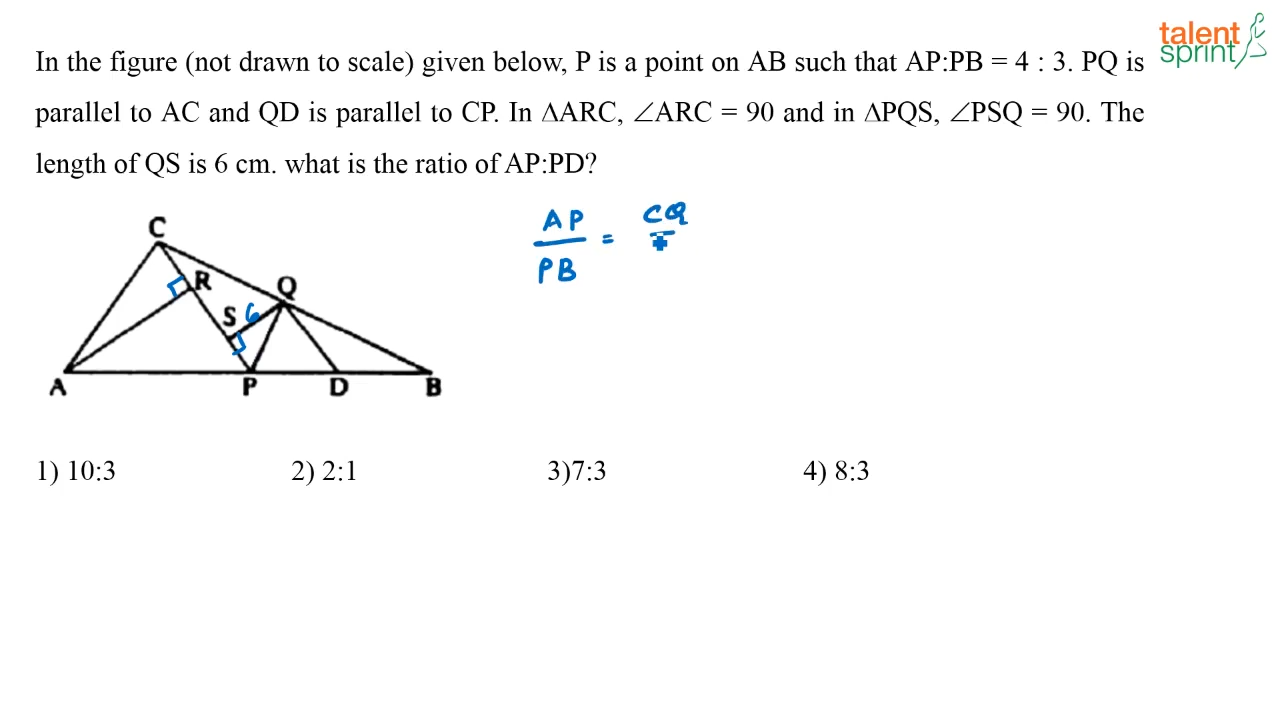 talent
sprint
In the figure (not drawn to scale) given below, P is a point on AB such that AP:PB = 4 : 3. PQ is
parallel to AC and QD is parallel to CP. In ∆ARC, ∠ARC = 90 and in ∆PQS, ∠PSQ = 90. The
length of QS is 6 cm. what is the ratio of AP:PD?
AP CQ
=
PB
C
R
Q
S 6
A P D B
1) 10:3 2) 2:1 3)7:3 4) 8:3